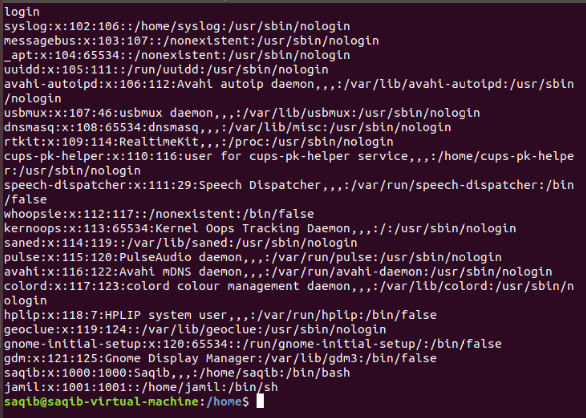 login
syslog:x:102:106::/home/syslog:/usr/sbin/nologin
messagebus:x:103:107::/nonexistent:/usr/sbin/nologin
_apt:x:104:65534::/nonexistent:/usr/sbin/nologin
uuidd:x:105:111::/run/uuidd:/usr/sbin/nologin
avahi-autoipd:x:106:112:Avahi autoip daemon,,,:/var/lib/avahi-autoipd:/usr/sbin
/nologin
usbmux:x:107:46:usbmux daemon,,,:/var/lib/usbmux:/usr/sbin/nologin
dnsmasq:x:108:65534:dnsmasq,,,:/var/lib/misc:/usr/sbin/nologin
rtkit:x:109:114:RealtimeKit,,,:/proc:/usr/sbin/nologin
cups-pk-helper:x:110:116:user for cups-pk-helper service,,,:/home/cups-pk-helpe
r:/usr/sbin/nologin
speech-dispatcher:x:111:29:Speech Dispatcher,,,:/var/run/speech-dispatcher:/bin
/false
whoopsie:x:112:117::/nonexistent:/bin/false
kernoops:x:113:65534:Kernel Oops Tracking Daemon,,,:/:/usr/sbin/nologin
saned:x:114:119::/var/lib/saned:/usr/sbin/nologin
pulse:x:115:120:PulseAudio daemon,,,:/var/run/pulse:/usr/sbin/nologin
avahi:x:116:122:Avahi mDNS daemon,,,:/var/run/avahi-daemon:/usr/sbin/nologin
colord:x:117:123:colord colour management daemon,,,:/var/lib/colord:/usr/sbin/n
ologin
hplip:x:118:7:HPLIP system user,,,:/var/run/hplip:/bin/false
geoclue:x:119:124::/var/lib/geoclue:/usr/sbin/nologin
gnome-initial-setup:x:120:65534::/run/gnome-initial-setup/:/bin/false
gdm:x:121:125:Gnome Display Manager:/var/lib/gdm3:/bin/false
saqib:x:1000:1000:Saqib,,,:/home/saqib:/bin/bash
jamil:x:1001:1001::/home/jamil:/bin/sh
saqib@saqib-virtual-machine:/home$